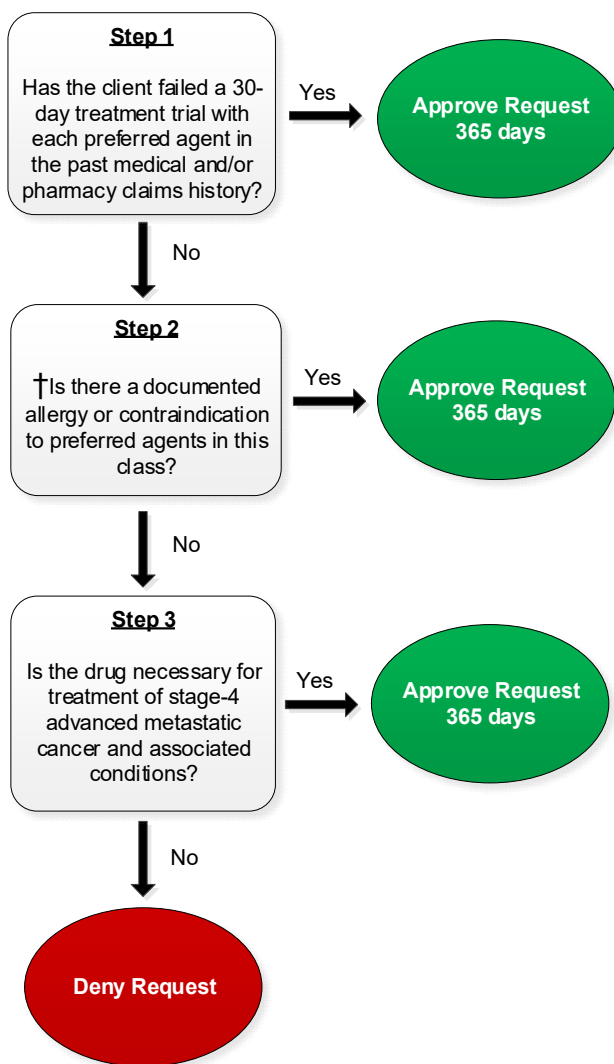 Step 1
Has the client failed a 30-
day treatment trial with
each preferred agent in
the past medical and/or
pharmacy claims history?
Yes
Approve Request
365 days
No
Step 2
†Is there a documented
allergy or contraindication
to preferred agents in this
class?
Yes
Approve Request
365 days
No
Step 3
Is the drug necessary for
treatment of stage-4
advanced metastatic
cancer and associated
conditions?
Yes
Approve Request
365 days
No
Deny Request